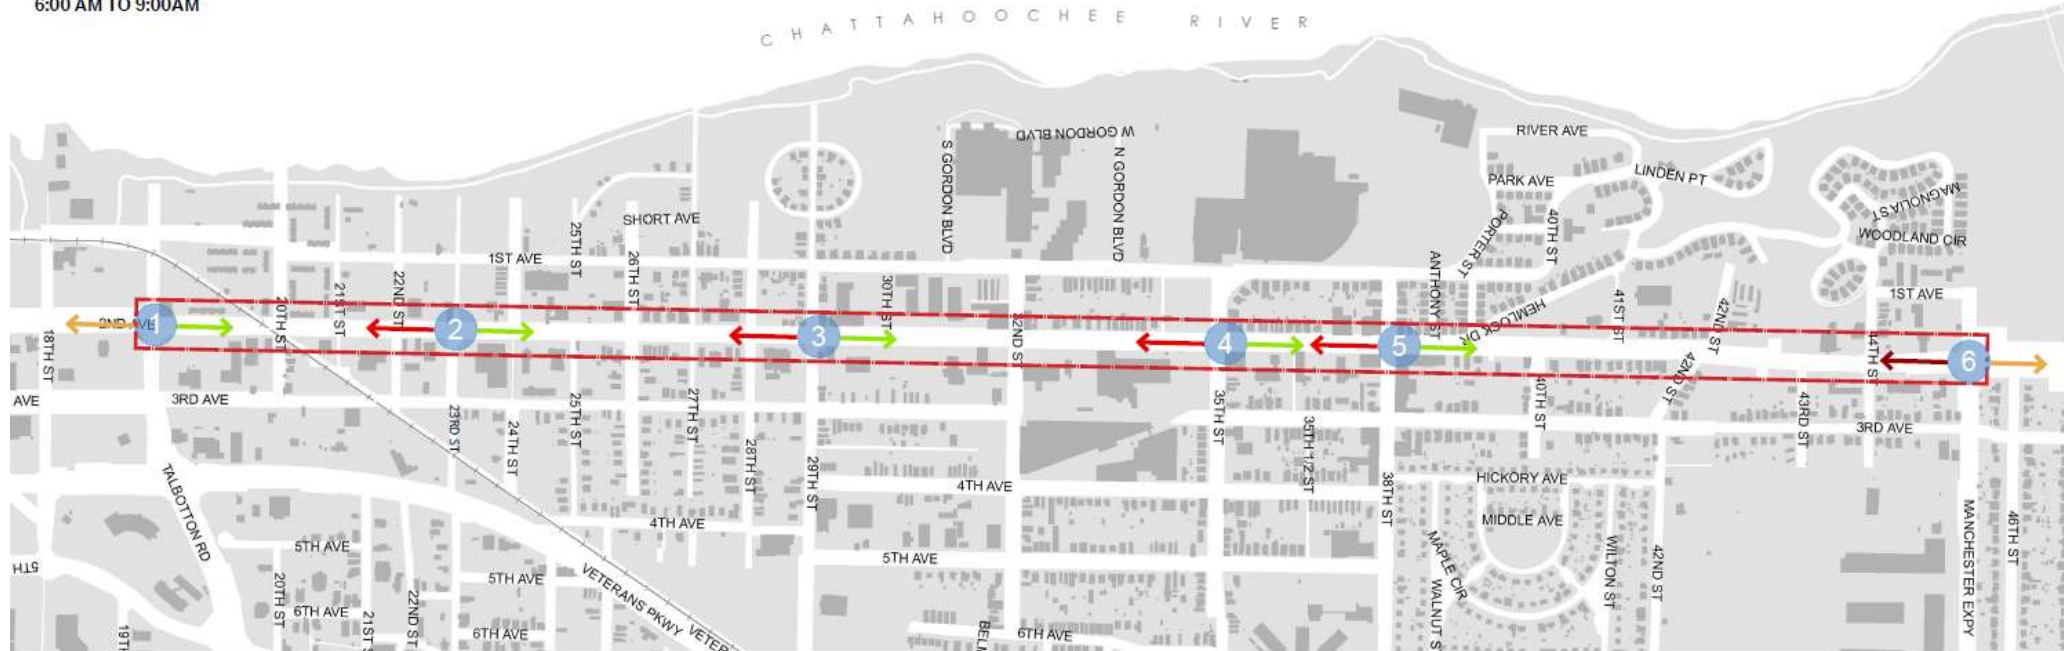 6:00 AM TO 9:00AM
CHATTAHOOCHEE RIVER
W GORDON BLVD
S GORDON BLVD
N GORDON BLVD
RIVER AVE
LINDEN PT
PARK AVE
MAGNOLIA ST
SHORT AVE
PORTER ST
40TH ST
WOODLAND CIR
25TH ST
26TH ST
1ST AVE
ANTHONY ST
22ND ST
21ST ST
20TH ST
30TH ST
41ST ST
42ND ST
1ST AVE
HEMLOCK DR
2ND AVE
18TH ST
32ND ST
44TH ST
1
2
3
4
5
6
42ND ST
AVE
3RD AVE
23RD ST
24TH ST
25TH ST
27TH ST
28TH ST
29TH ST
35TH ST
35TH 1/2 ST
38TH ST
40TH ST
43RD ST
3RD AVE
TALBOTTON RD
4TH AVE
HICKORY AVE
4TH AVE
MIDDLE AVE
MANCHESTER EXPY
46TH ST
5TH AVE
5TH AVE
5TH
5TH AVE
VETERANS PKWY
MAPLE CIR
WALNUT S
WILTON ST
42ND ST
20TH ST
6TH AVE
21ST S
22ND ST
19TH
6TH AVE
VETER
BEL
6TH AVE